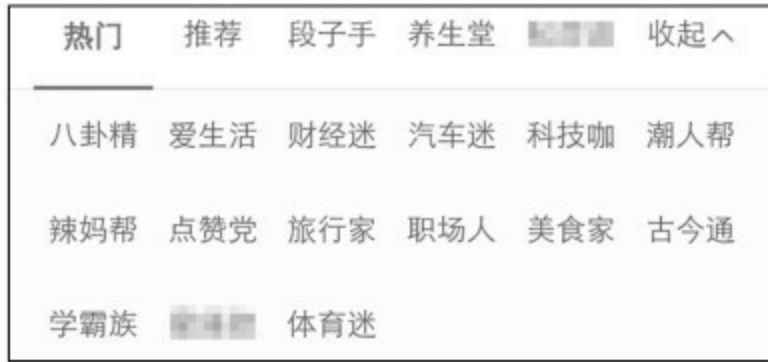 热门 推荐 段子手 养生堂 收起
八卦精 爱生活 财经迷 汽车迷 科技咖 潮人帮
辣妈帮 点赞党 旅行家 职场人 美食家 古今通
学霸族 体育迷